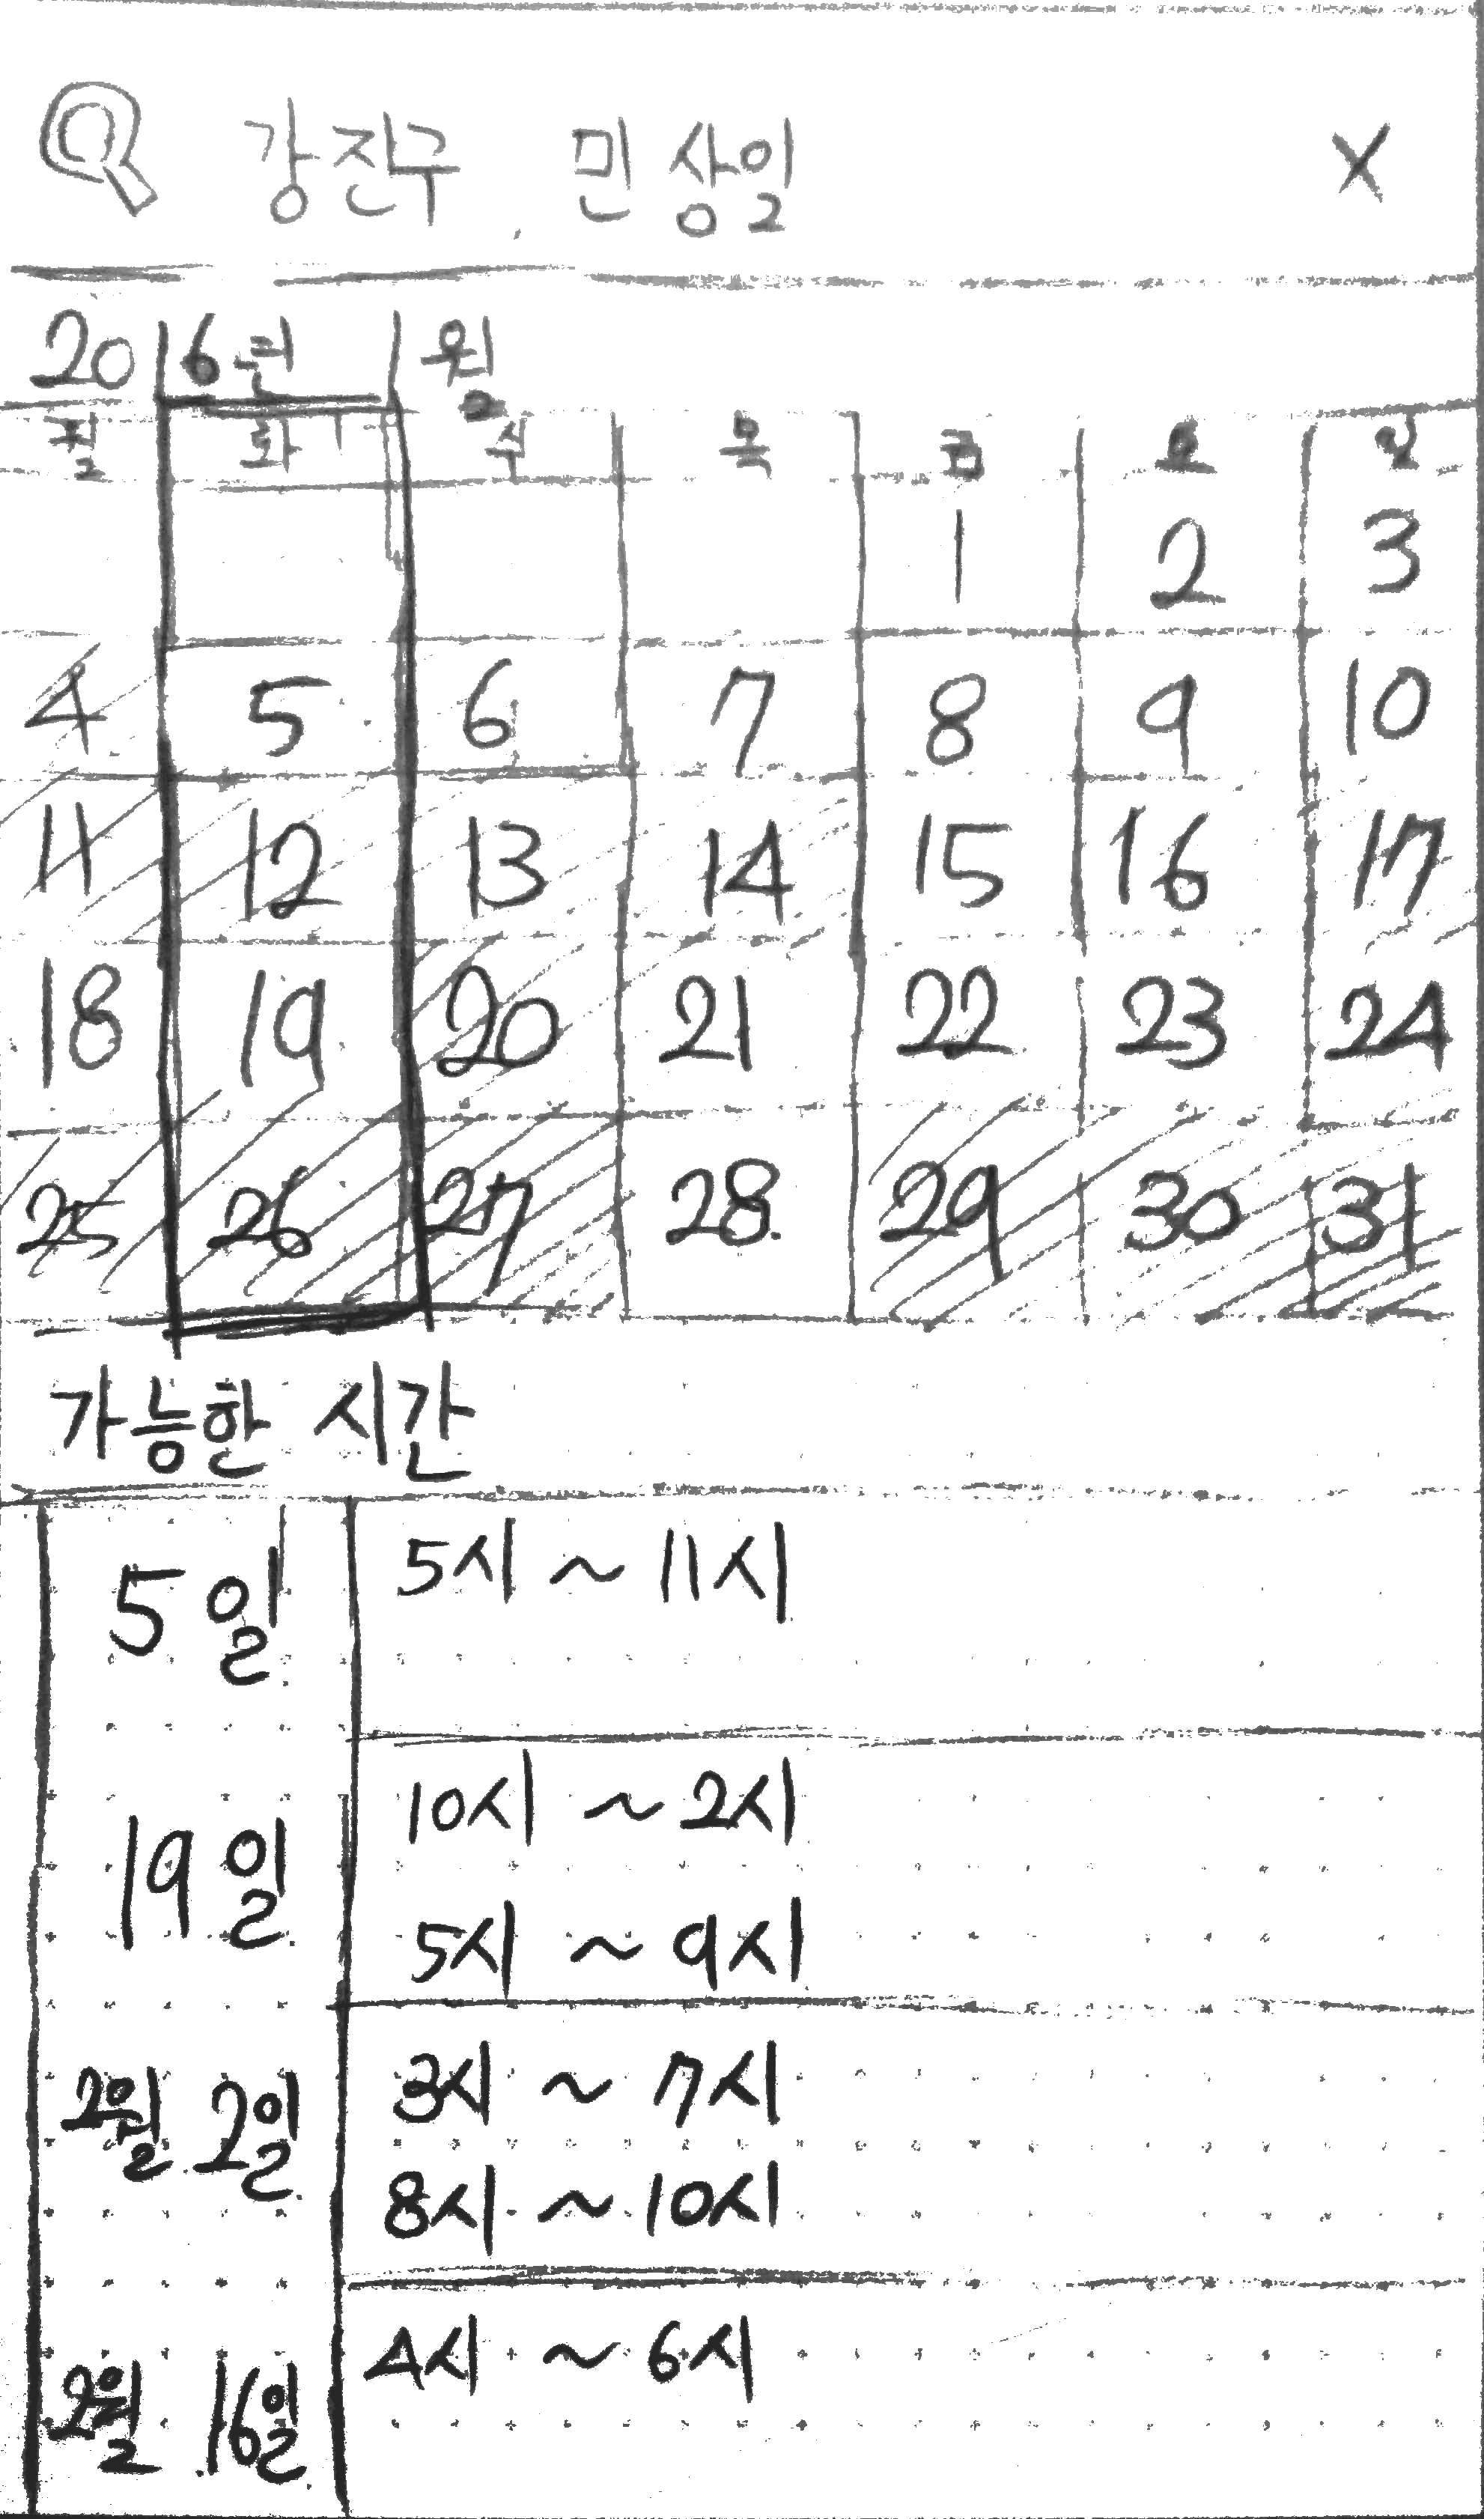 강진구, 민상일 X
2016년 1월
월 화 수 목 금 토 일
1 2 3
4 5 6 7 8 9 10
11 12 13 14 15 16 17
18 19 20 21 22 23 24
25 26 27 28 29 30 31
가능한 시간
5일 5시 ~ 11시
19일 10시 ~ 2시
5시 ~ 9시
2월 2일 3시 ~ 7시
8시 ~ 10시
2월 16일 4시 ~ 6시